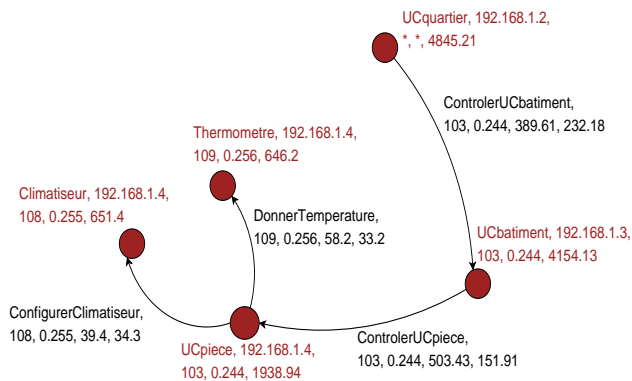 UCquartier, 192.168.1.2,
*, *, 4845.21
ControlerUCbatiment,
103, 0.244, 389.61, 232.18
Thermometre, 192.168.1.4,
109, 0.256, 646.2
Climatiseur, 192.168.1.4,
108, 0.255, 651.4
DonnerTemperature,
109, 0.256, 58.2, 33.2
UCbatiment, 192.168.1.3,
103, 0.244, 4154.13
ConfigurerClimatiseur,
108, 0.255, 39.4, 34.3
UCpiece, 192.168.1.4,
103, 0.244, 1938.94
ControlerUCpiece,
103, 0.244, 503.43, 151.91